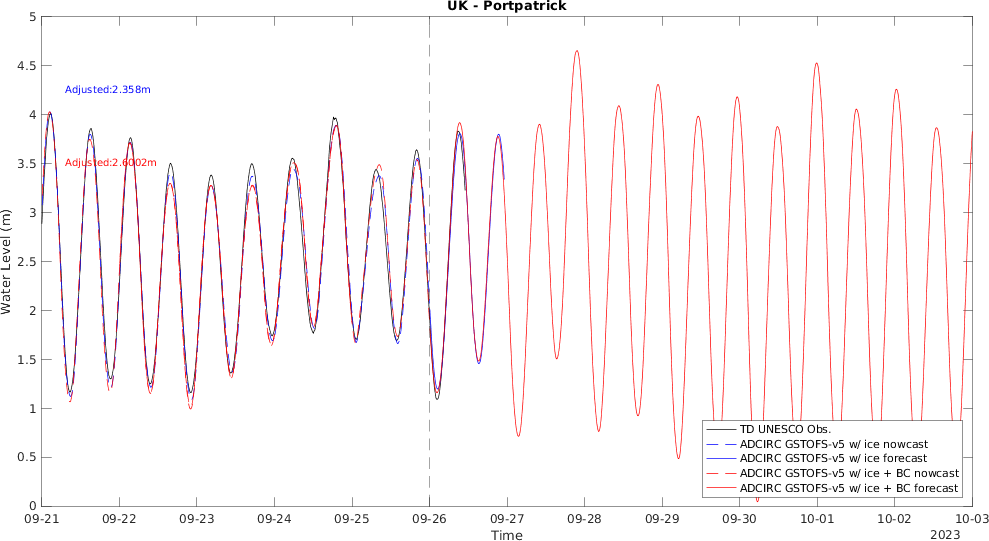 UK - Portpatrick
5
4.5
4
3.5
3
2.5
2
1.5
1
0.5
0
Water Level (m)
Adjusted:2.358m
Adjusted:2.6002m
TD UNESCO Obs.
ADCIRC GSTOFS-v5 w/ ice nowcast
ADCIRC GSTOFS-v5 w/ ice forecast
ADCIRC GSTOFS-v5 w/ ice + BC nowcast
ADCIRC GSTOFS-v5 w/ ice + BC forecast
09-21 09-22 09-23 09-24 09-25 09-26 09-27 09-28 09-29 09-30 10-01 10-02 10-03
Time
2023